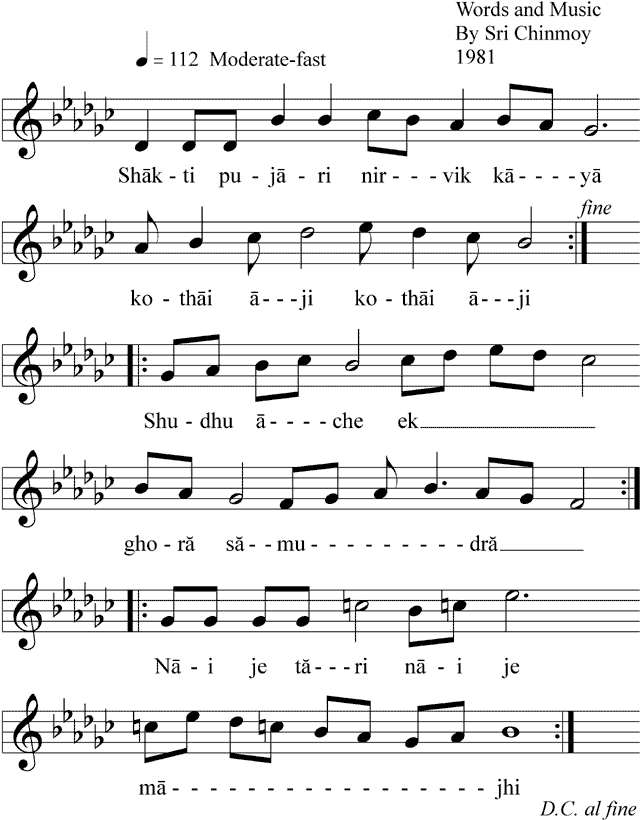 Words and Music
By Sri Chinmoy
1981
= 112 Moderate-fast
Shāk - ti pu - jā - ri nir - - - vik kā - - - - yā
fine
ko - thāi ā - - - ji ko - thāi ā - - - ji
Shu - dhu ā - - - - che ek
gho - ră să - - mu - - - - - - - - - - dră
Nā - i je tă - - - ri nā - i je
mā - - - - - - - - - - - - - - - - - - - - - jhi
D.C. al fine